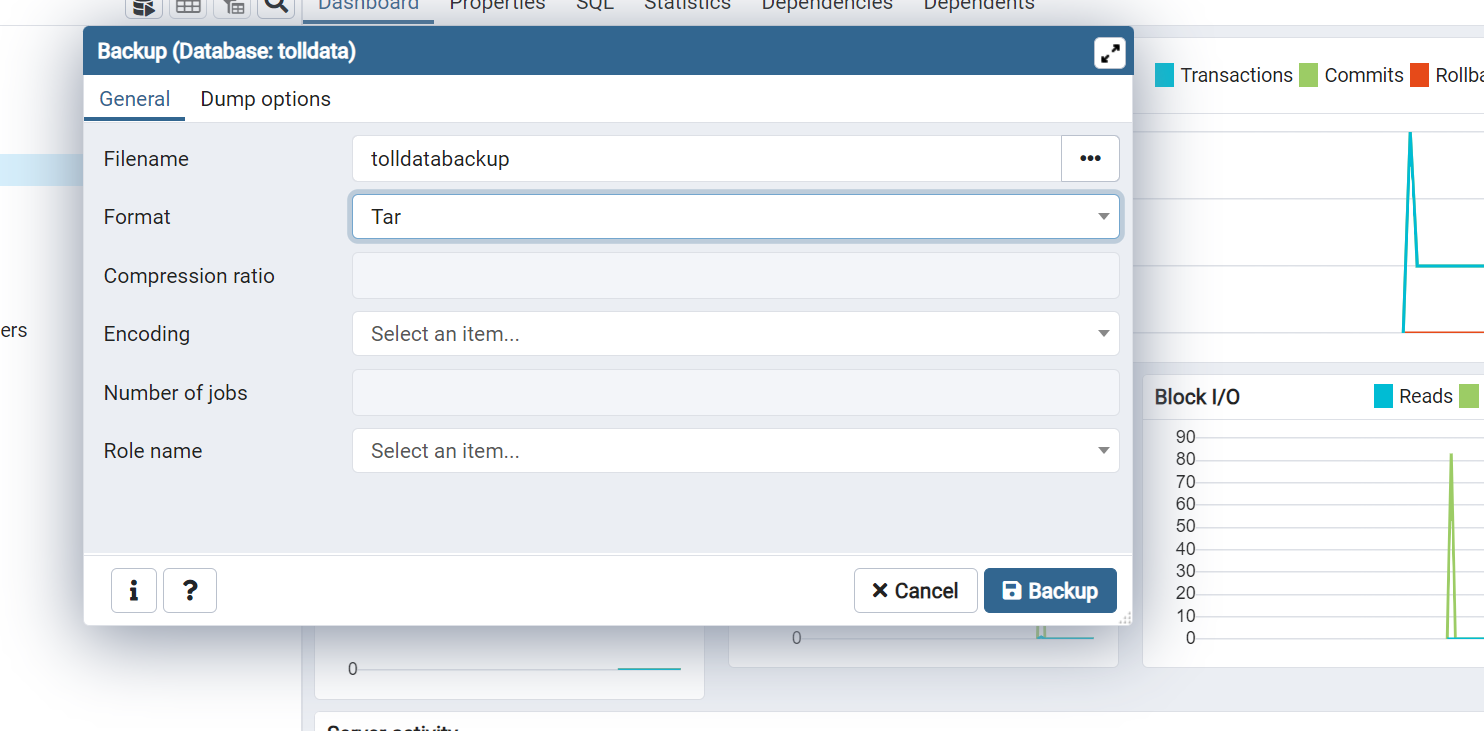 Dashboard Properties SQL Statistics Dependencies Dependents
Backup (Database: tolldata)
General Dump options
Filename tolldatabackup •••
Format Tar
Compression ratio
Encoding Select an item...
Number of jobs
Role name Select an item...
i ?
Cancel Backup
Transactions Commits Rollba
ers
Block I/O Reads
90
80
70
60
50
40
30
20
10
0
0
0
Server activity